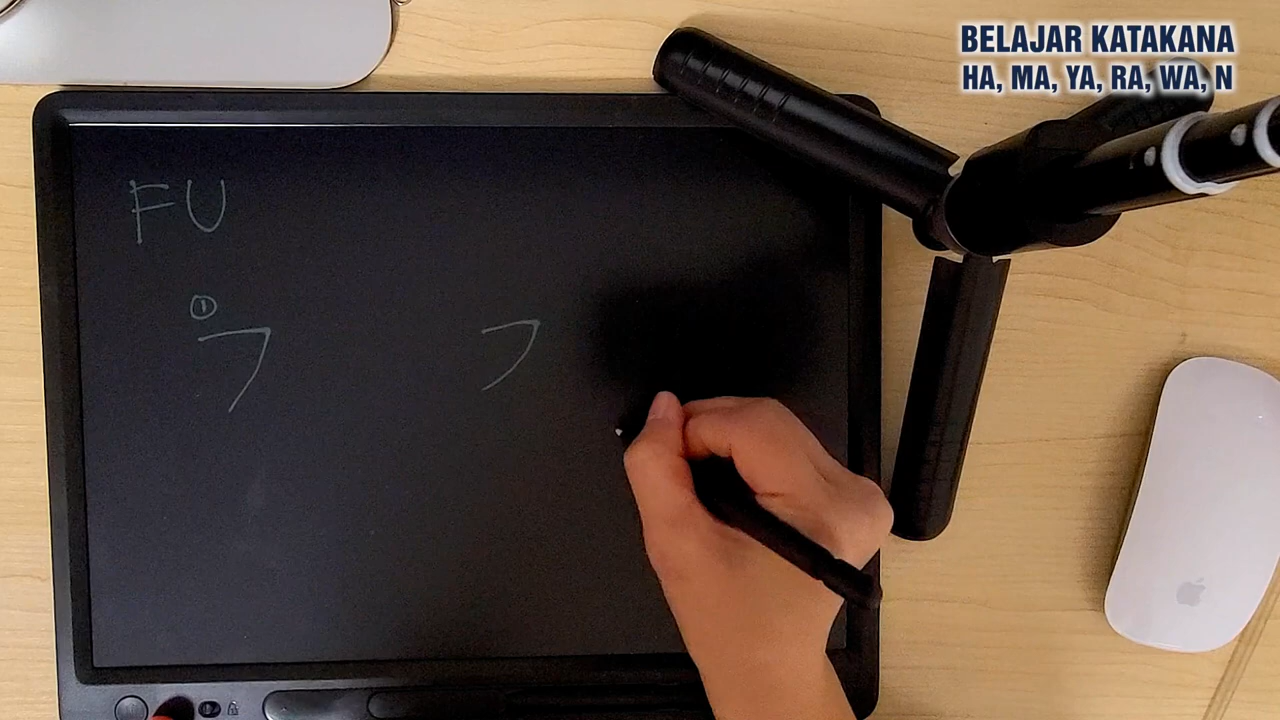 BELAJAR KATAKANA
HA, MA, YA, RA, WA, N
FU
①
フ フ